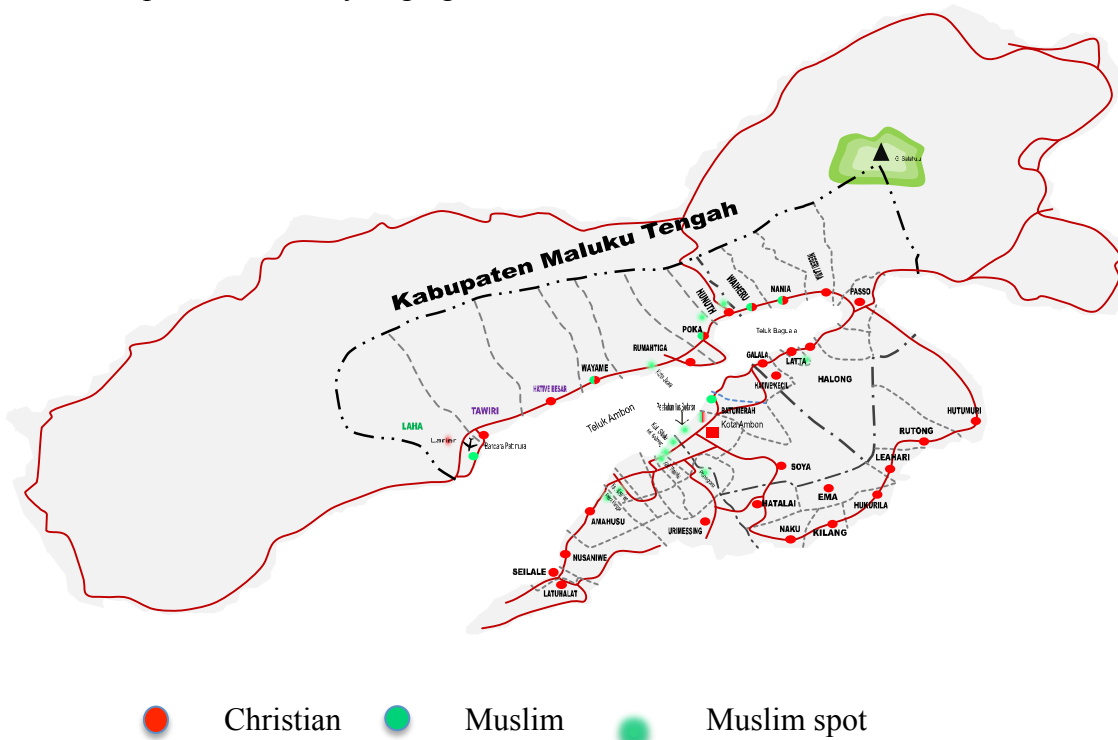 Kabupaten Maluku Tengah
NEGERI LAMA
NANIA
WAIHERU
HUNUTH
PASSO
POKA
Teluk Baguala
RUMAHTIGA
GALALA
LATTA
WAYAME
Kota Jawa
HATIVE KECIL
HALONG
HATIVE BESAR
TAWIRI
Teluk Ambon
BATUMERAH
Kota Ambon
HUTUMURI
LAHA
RUTONG
LEAHARI
SOYA
EMA
HATALAI
HUKURILA
AMAHUSU
URIMESSING
NAKU
KILANG
NUSANIWE
SEILALE
LATUHALAT
Christian
Muslim
Muslim spot